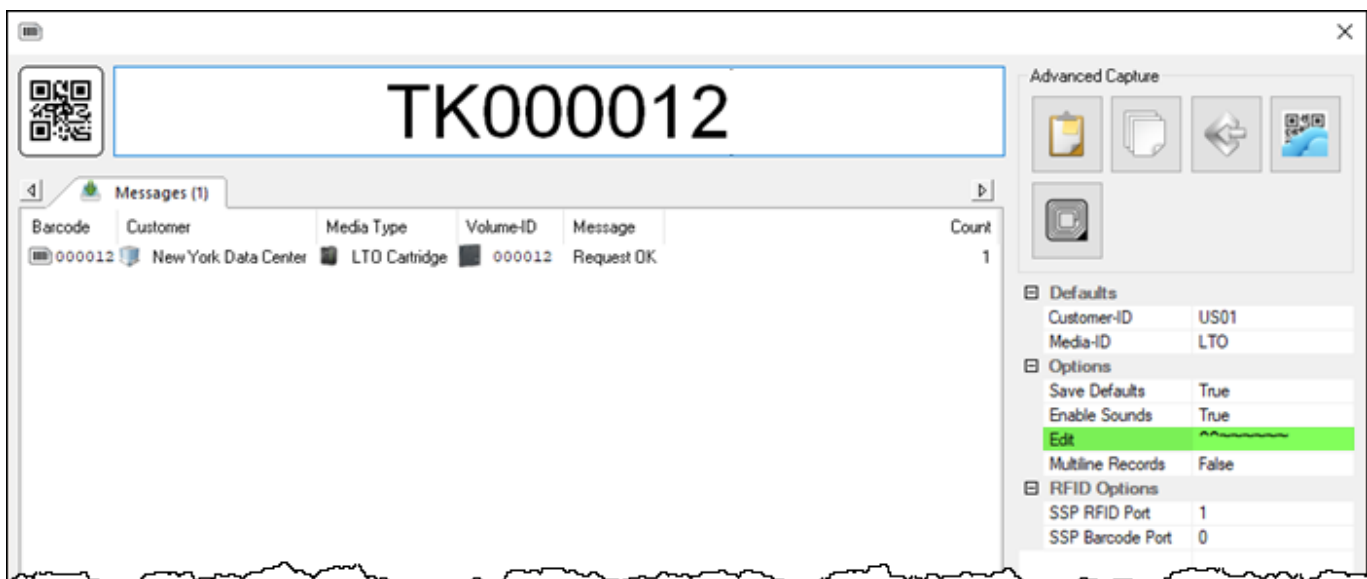 TK000012
Messages (1)
Barcode Customer Media Type Volume-ID Message Count
000012 New York Data Center LTO Cartridge 000012 Request OK 1
Advanced Capture
Defaults
Customer-ID US01
Media-ID LTO
Options
Save Defaults True
Enable Sounds True
Edit ^^~~~~~~
Multiline Records False
RFID Options
SSP RFID Port 1
SSP Barcode Port 0